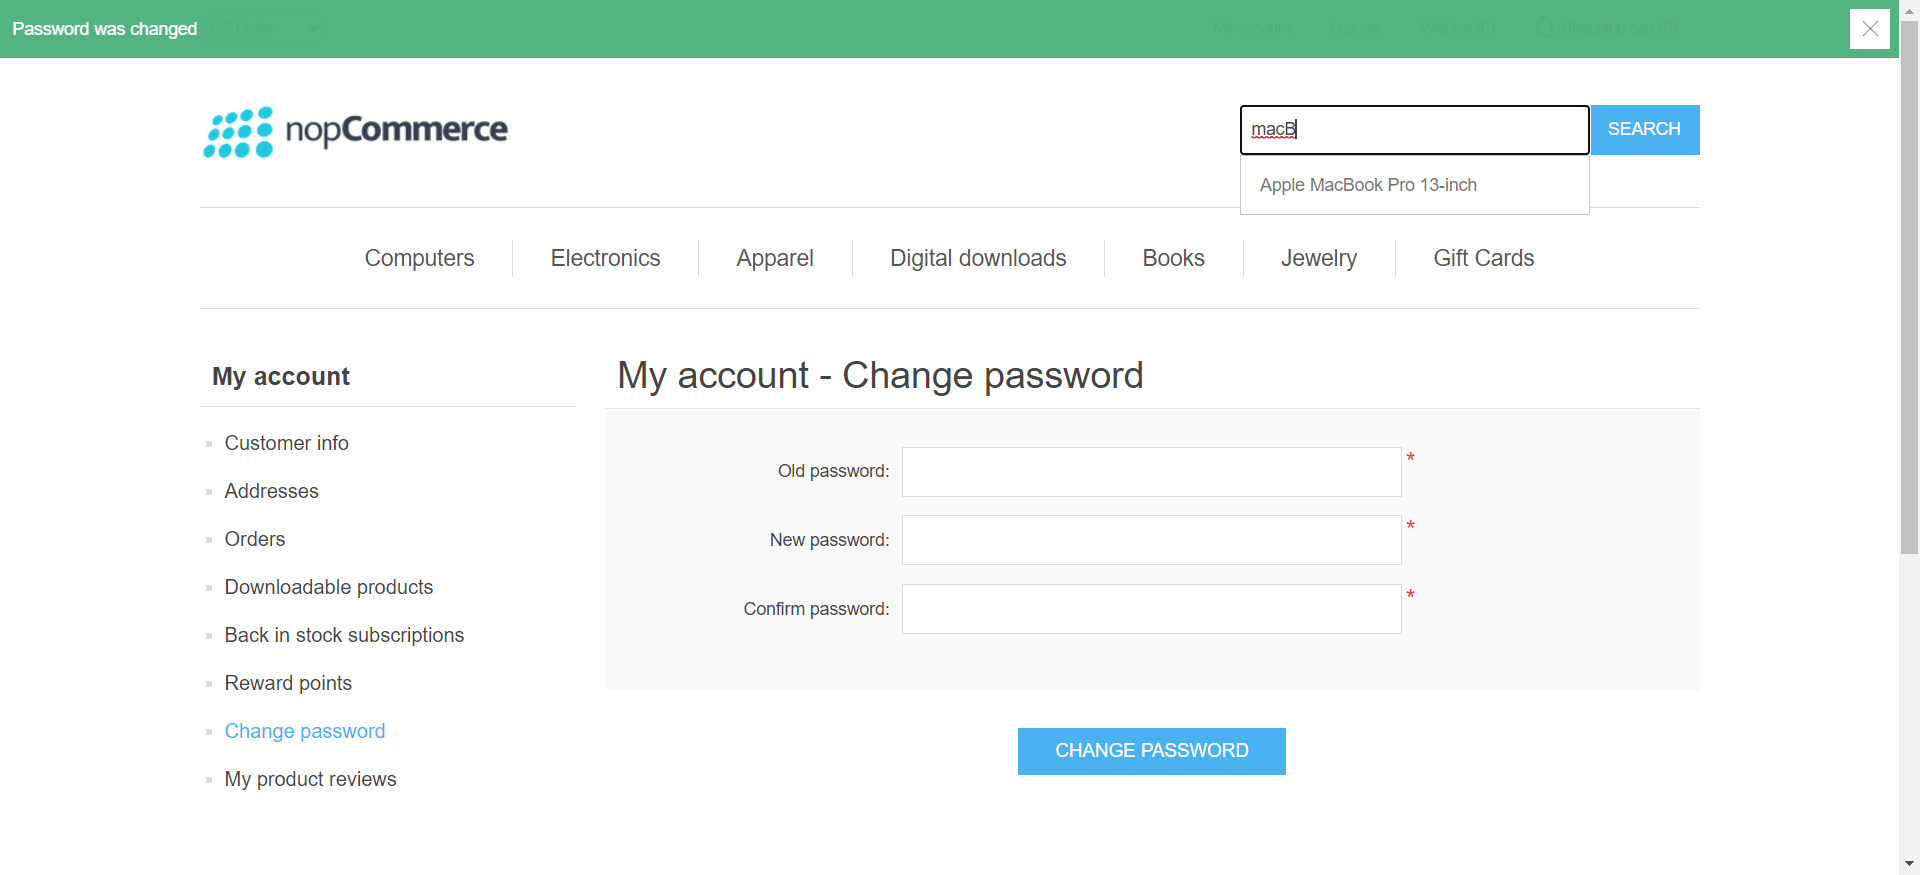 Password was changed
US Dollar
My account Log out Wishlist (0) Shopping cart (0)
nopCommerce
macB
SEARCH
Apple MacBook Pro 13-inch
Computers Electronics Apparel Digital downloads Books Jewelry Gift Cards
My account
Customer info
Addresses
Orders
Downloadable products
Back in stock subscriptions
Reward points
Change password
My product reviews
My account - Change password
Old password: *
New password: *
Confirm password: *
CHANGE PASSWORD